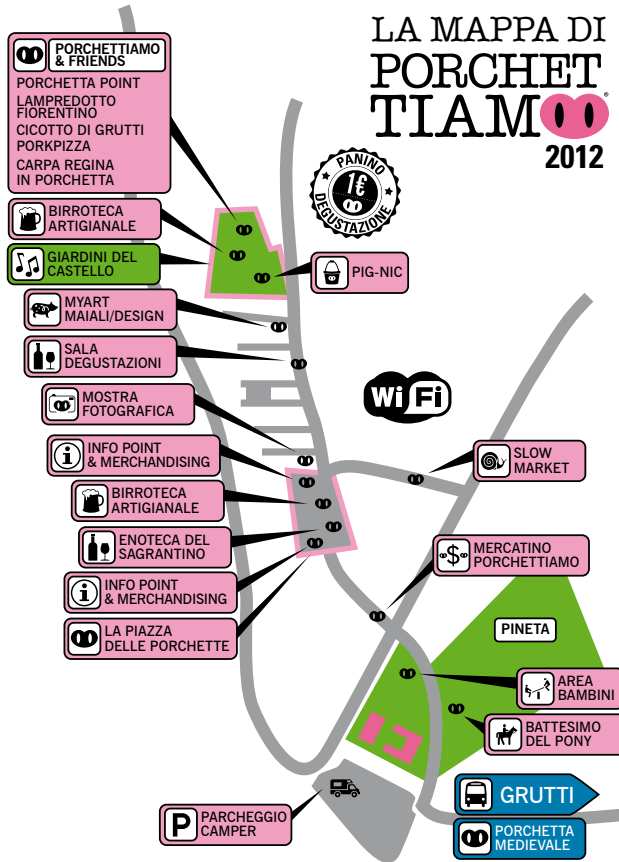 LA MAPPA DI
PORCHET
TIAMO
2012
PORCHETTIAMO
& FRIENDS
PORCHETTA POINT
LAMPREDOTTO
FIORENTINO
CICOTTO DI GRUTTI
PORKPIZZA
CARPA REGINA
IN PORCHETTA
PANINO
1€
DEGUSTAZIONE
BIRROTECA
ARTIGIANALE
GIARDINI DEL
CASTELLO
PIG-NIC
MYART
MAIALI/DESIGN
SALA
DEGUSTAZIONI
Wi Fi
MOSTRA
FOTOGRAFICA
INFO POINT
& MERCHANDISING
SLOW
MARKET
BIRROTECA
ARTIGIANALE
ENOTECA DEL
SAGRANTINO
$ MERCATINO
PORCHETTIAMO
INFO POINT
& MERCHANDISING
LA PIAZZA
DELLE PORCHETTE
PINETA
AREA
BAMBINI
BATTESIMO
DEL PONY
GRUTTI
P PARCHEGGIO
CAMPER
PORCHETTA
MEDIEVALE